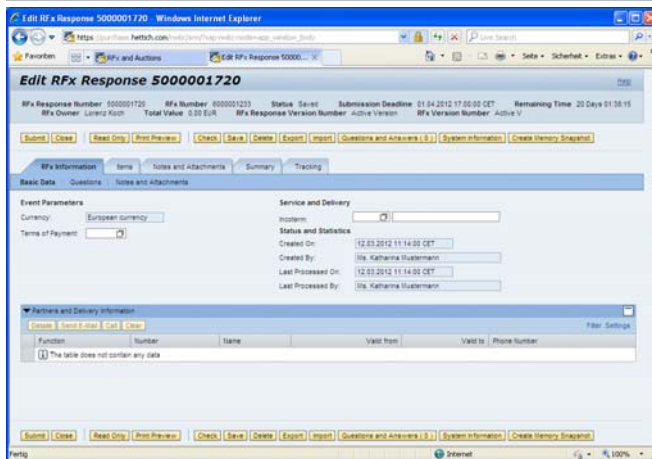 Edit RFx Response 5000001720 - Windows Internet Explorer
hettich.com
Live Search
Favoriten RFx and Auctions Edit RFx Response 50000... Seite Sicherheit Extras
Edit RFx Response 5000001720
Help
RFx Response Number 5000001720 RFx Number 6000001233 Status Saved Submission Deadline 01.04.2012 17:00:00 CET Remaining Time 20 Days 01:38:15
RFx Owner Lorenz Koch Total Value 0.00 EUR RFx Response Version Number Active Version RFx Version Number Active V
Submit Close Read Only Print Preview Check Save Delete Export Import Questions and Answers ( 0 ) System Information Create Memory Snapshot
RFx Information Items Notes and Attachments Summary Tracking
Basic Data Questions Notes and Attachments
Event Parameters Service and Delivery
Currency: European currency Incoterm:
Terms of Payment: Status and Statistics
Created On: 12.03.2012 11:14:00 CET
Created By: Ms. Katharina Mustermann
Last Processed On: 12.03.2012 11:14:00 CET
Last Processed By: Ms. Katharina Mustermann
Partners and Delivery Information
Details Send E-Mail Call Clear Filter Settings
Function Number Name Valid from Valid to Phone Number
The table does not contain any data
Submit Close Read Only Print Preview Check Save Delete Export Import Questions and Answers ( 0 ) System Information Create Memory Snapshot
Fertig Internet 100%